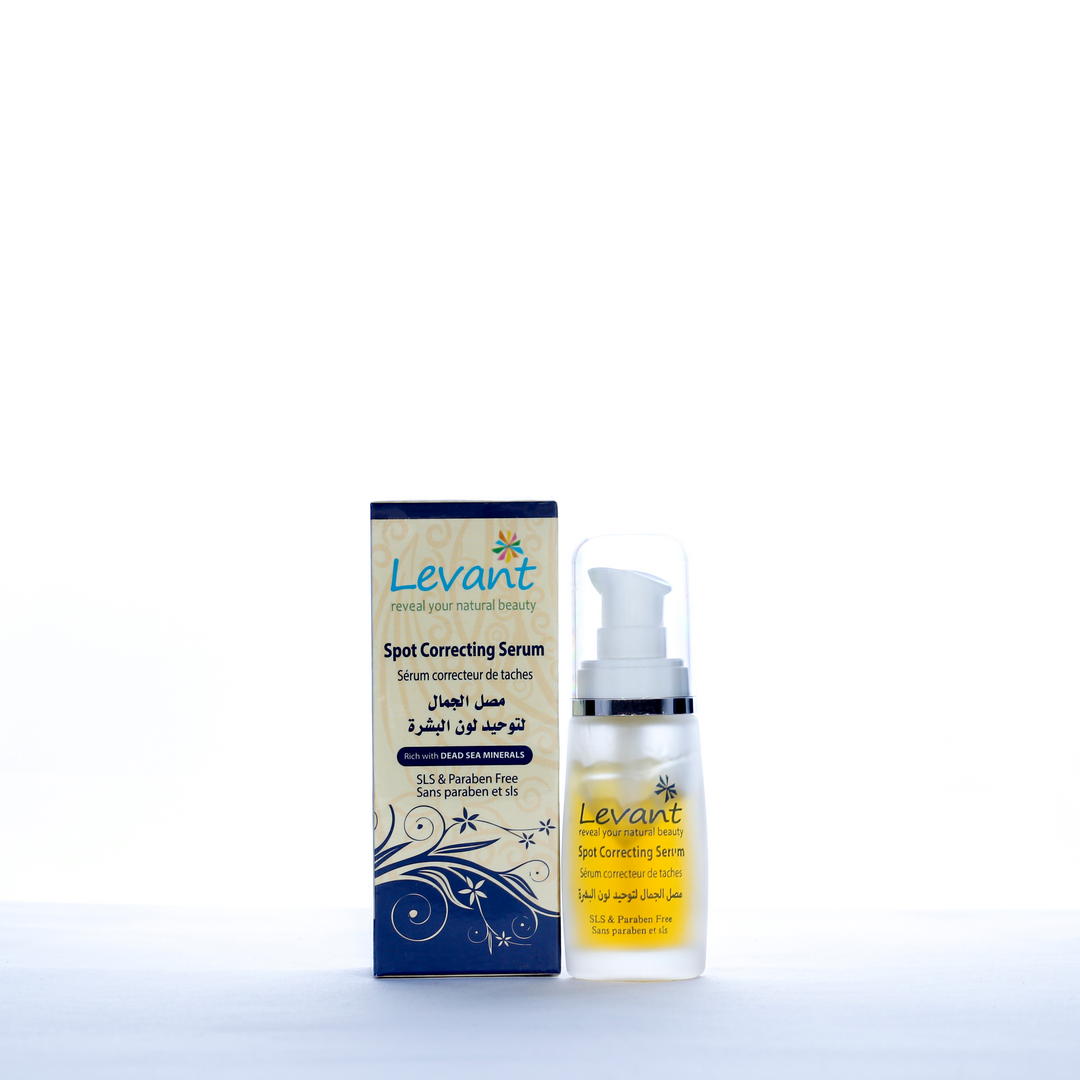 Levant
reveal your natural beauty
Spot Correcting Serum
Sérum correcteur de taches
مصل الجمال
لتوحيد لون البشرة
Rich with DEAD SEA MINERALS
SLS & Paraben Free
Sans paraben et sls
Levant
reveal your natural beauty
Spot Correcting Serum
Sérum correcteur de taches
مصل الجمال لتوحيد لون البشرة
SLS & Paraben Free
Sans paraben et sls